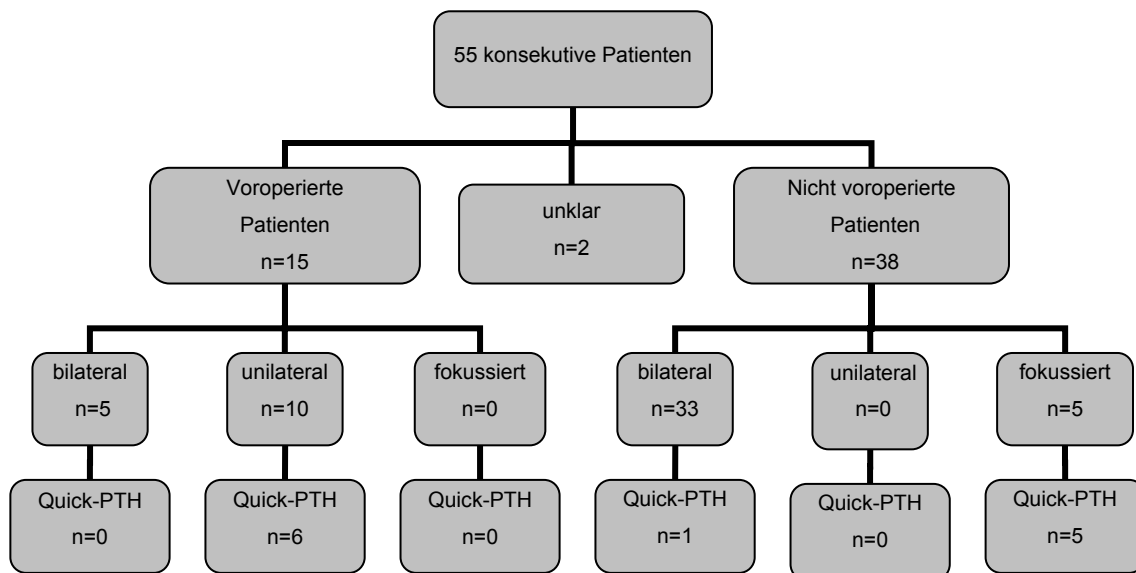 55 konsekutive Patienten
Voroperierte
Patienten
n=15
unklar
n=2
Nicht voroperierte
Patienten
n=38
bilateral
n=5
unilateral
n=10
fokussiert
n=0
bilateral
n=33
unilateral
n=0
fokussiert
n=5
Quick-PTH
n=0
Quick-PTH
n=6
Quick-PTH
n=0
Quick-PTH
n=1
Quick-PTH
n=0
Quick-PTH
n=5